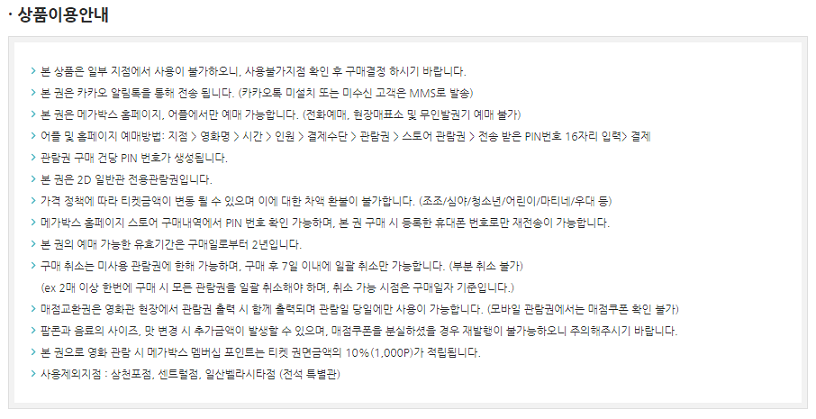 · 상품이용안내
> 본 상품은 일부 지점에서 사용이 불가하오니, 사용불가지점 확인 후 구매결정 하시기 바랍니다.
> 본 권은 카카오 알림톡을 통해 전송 됩니다. (카카오톡 미설치 또는 미수신 고객은 MMS로 발송)
> 본 권은 메가박스 홈페이지, 어플에서만 예매 가능합니다. (전화예매, 현장매표소 및 무인발권기 예매 불가)
> 어플 및 홈페이지 예매방법: 지점 > 영화명 > 시간 > 인원 > 결제수단 > 관람권 > 스토어 관람권 > 전송 받은 PIN번호 16자리 입력> 결제
> 관람권 구매 건당 PIN 번호가 생성됩니다.
> 본 권은 2D 일반관 전용관람권입니다.
> 가격 정책에 따라 티켓금액이 변동 될 수 있으며 이에 대한 차액 환불이 불가합니다. (조조/심야/청소년/어린이/마티네/우대 등)
> 메가박스 홈페이지 스토어 구매내역에서 PIN 번호 확인 가능하며, 본 권 구매 시 등록한 휴대폰 번호로만 재전송이 가능합니다.
> 본 권의 예매 가능한 유효기간은 구매일로부터 2년입니다.
> 구매 취소는 미사용 관람권에 한해 가능하며, 구매 후 7일 이내에 일괄 취소만 가능합니다. (부분 취소 불가)
(ex 2매 이상 한번에 구매 시 모든 관람권을 일괄 취소해야 하며, 취소 가능 시점은 구매일자 기준입니다.)
> 매점교환권은 영화관 현장에서 관람권 출력 시 함께 출력되며 관람일 당일에만 사용이 가능합니다. (모바일 관람권에서는 매점쿠폰 확인 불가)
> 팝콘과 음료의 사이즈, 맛 변경 시 추가금액이 발생할 수 있으며, 매점쿠폰을 분실하셨을 경우 재발행이 불가능하오니 주의해주시기 바랍니다.
> 본 권으로 영화 관람 시 메가박스 멤버십 포인트는 티켓 권면금액의 10%(1,000P)가 적립됩니다.
> 사용제외지점 : 삼천포점, 센트럴점, 일산벨라시타점 (전석 특별관)